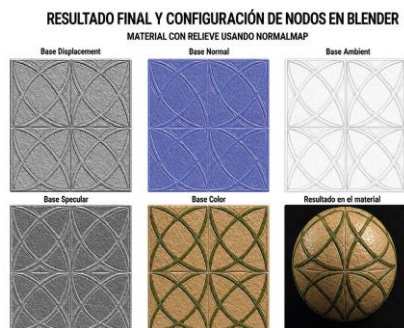 RESULTADO FINAL Y CONFIGURACIÓN DE NODOS EN BLENDER
MATERIAL CON RELIEVE USANDO NORMALMAP
Base Displacement
Base Normal
Base Ambient
Base Specular
Base Color
Resultado en el material